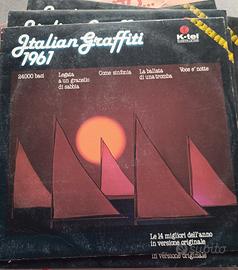 Italian Graffiti
1961
K-tel
24000 baci
Legata
a un granello
di sabbia
Come sinfonia
La ballata
di una tromba
Voce e' notte
Le 14 migliori dell'anno
in versione originale
in versione originale
subito